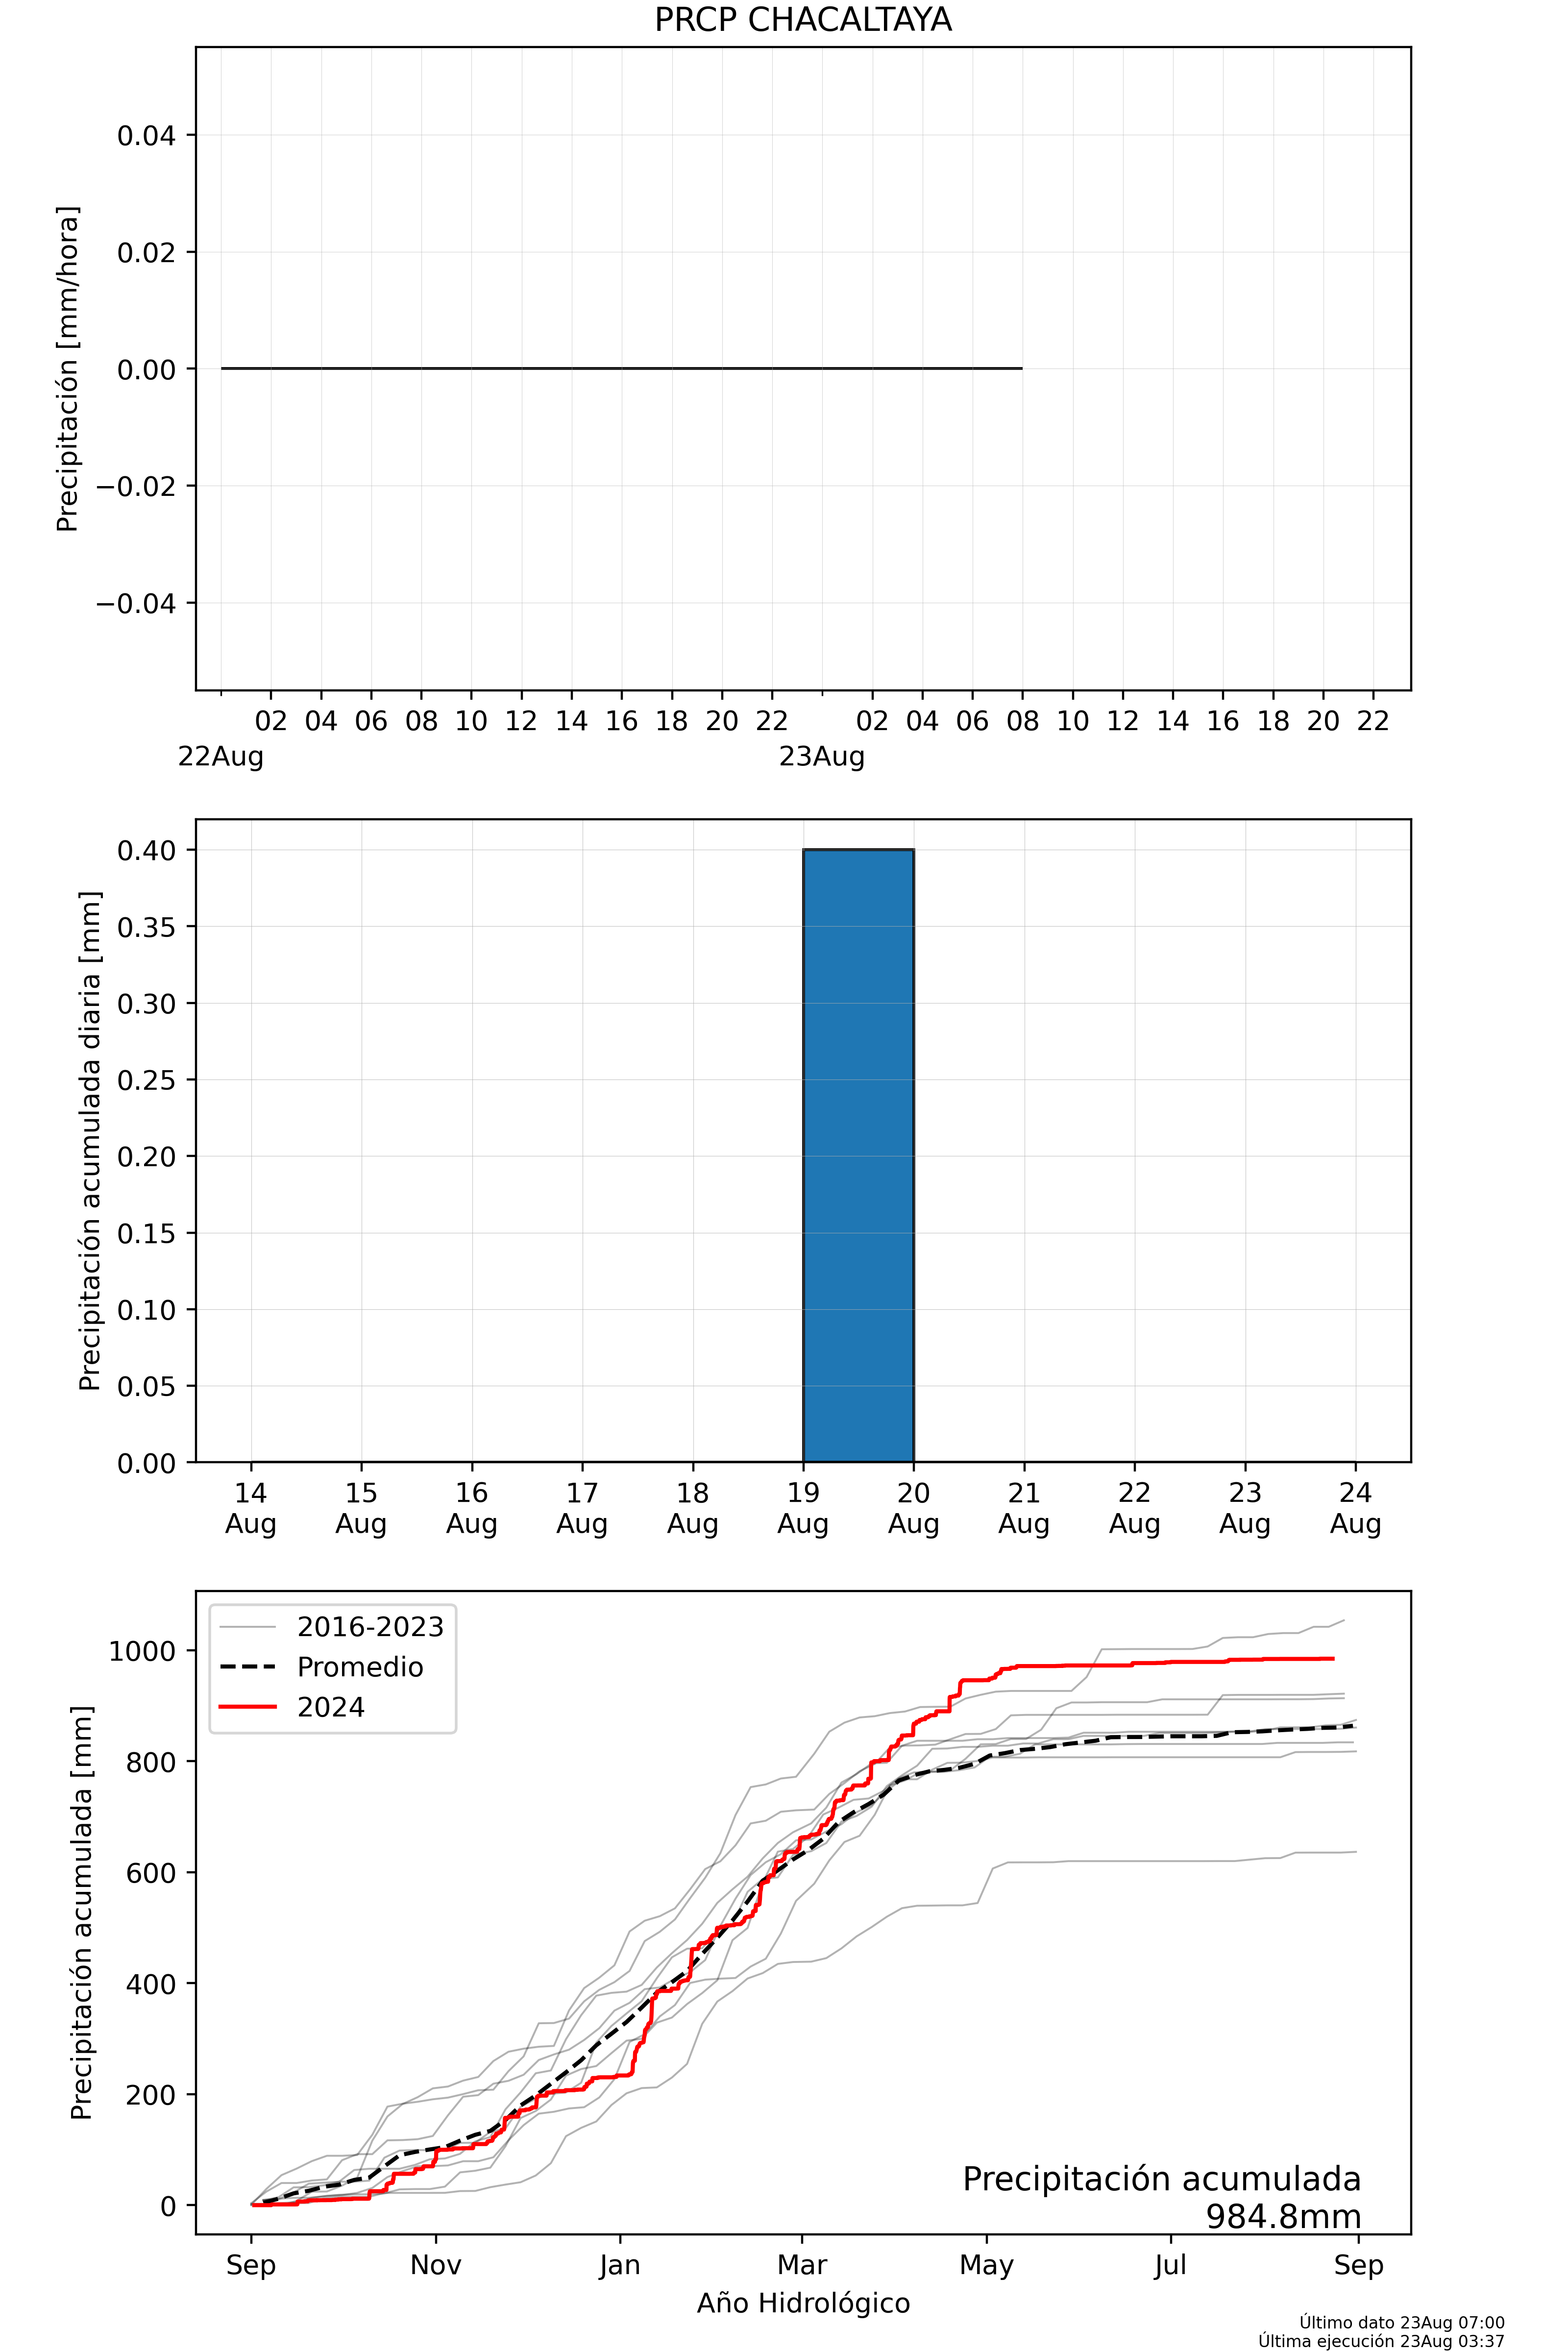 PRCP CHACALTAYA
Precipitación [mm/hora]
0.04
0.02
0.00
−0.02
−0.04
02 04 06 08 10 12 14 16 18 20 22 02 04 06 08 10 12 14 16 18 20 22
22Aug 23Aug
Precipitación acumulada diaria [mm]
0.40
0.35
0.30
0.25
0.20
0.15
0.10
0.05
0.00
14 15 16 17 18 19 20 21 22 23 24
Aug Aug Aug Aug Aug Aug Aug Aug Aug Aug Aug
Precipitación acumulada [mm]
1000
800
600
400
200
0
2016-2023
Promedio
2024
Precipitación acumulada
984.8mm
Sep Nov Jan Mar May Jul Sep
Año Hidrológico
Último dato 23Aug 07:00
Última ejecución 23Aug 03:37